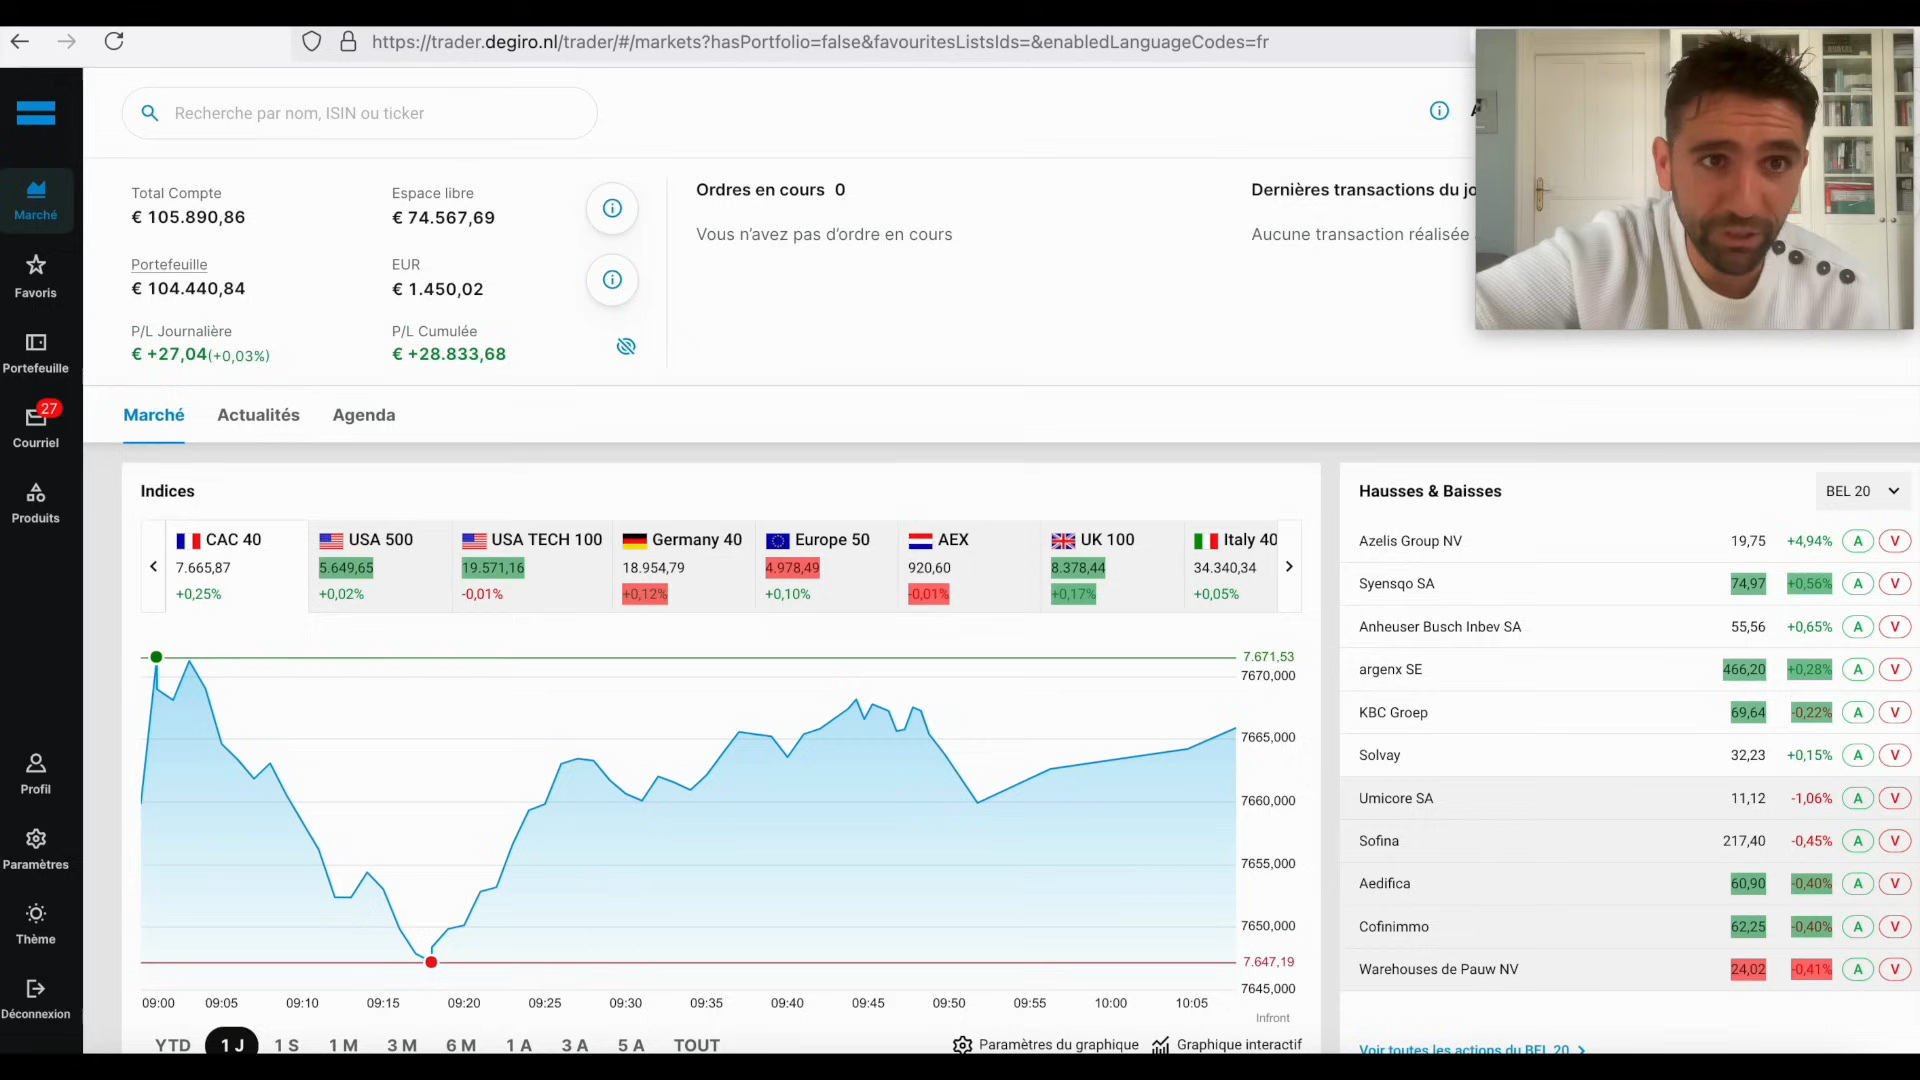 https://trader.degiro.nl/trader/#/markets?hasPortfolio=false&favouritesListsIds=&enabledLanguageCodes=fr
Recherche par nom, ISIN ou ticker
Marché
Favoris
Portefeuille
27
Courriel
Produits
Profil
Paramètres
Thème
Déconnexion
Total Compte
€ 105.890,86
Espace libre
€ 74.567,69
Portefeuille
€ 104.440,84
EUR
€ 1.450,02
P/L Journalière
€ +27,04(+0,03%)
P/L Cumulée
€ +28.833,68
Ordres en cours 0
Vous n’avez pas d’ordre en cours
Dernières transactions du jo
Aucune transaction réalisée
Marché Actualités Agenda
Indices
CAC 40
7.665,87
+0,25%
USA 500
5.649,65
+0,02%
USA TECH 100
19.571,16
-0,01%
Germany 40
18.954,79
+0,12%
Europe 50
4.978,49
+0,10%
AEX
920,60
-0,01%
UK 100
8.378,44
+0,17%
Italy 40
34.340,34
+0,05%
7.671,53
7670,000
7665,000
7660,000
7655,000
7650,000
7.647,19
7645,000
09:00 09:05 09:10 09:15 09:20 09:25 09:30 09:35 09:40 09:45 09:50 09:55 10:00 10:05
Infront
YTD 1 J 1 S 1 M 3 M 6 M 1 A 3 A 5 A TOUT
Paramètres du graphique
Graphique interactif
Hausses & Baisses
BEL 20
Azelis Group NV 19,75 +4,94% A V
Syensqo SA 74,97 +0,56% A V
Anheuser Busch Inbev SA 55,56 +0,65% A V
argenx SE 466,20 +0,28% A V
KBC Groep 69,64 -0,22% A V
Solvay 32,23 +0,15% A V
Umicore SA 11,12 -1,06% A V
Sofina 217,40 -0,45% A V
Aedifica 60,90 -0,40% A V
Cofinimmo 62,25 -0,40% A V
Warehouses de Pauw NV 24,02 -0,41% A V
Voir toutes les actions du BEL 20